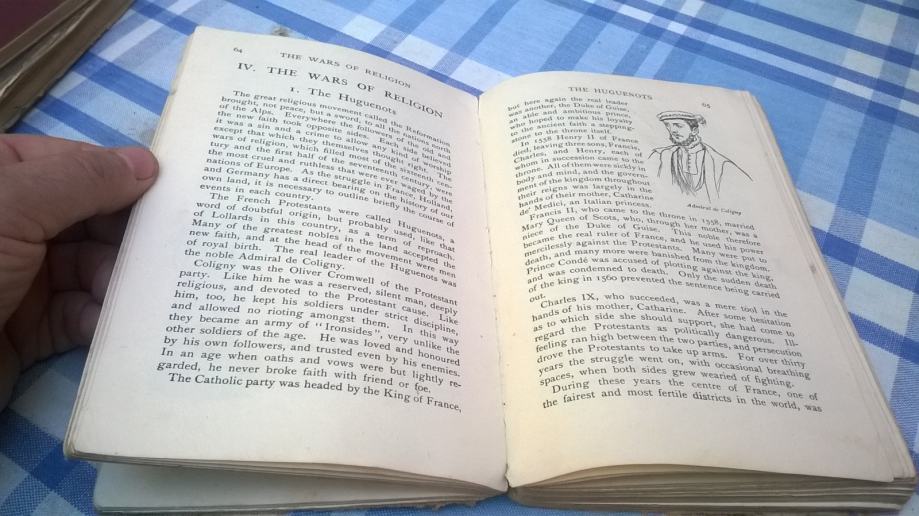 64
THE WARS OF RELIGION
IV. THE WARS OF RELIGION
1. The Huguenots
The great religious movement called the Reformation
brought, not peace, but a sword, to all the nations north
of the Alps. Everywhere the followers of the old and
the new faith took opposite sides. Each of them believed
it was a sin and a crime to allow any kind of worship
except that which they themselves thought right. The
wars of religion, which filled most of the sixteenth cen-
tury and the first half of the seventeenth century, were
the most cruel and ruthless that were ever waged by the
nations of Europe. As the struggle in France, Holland,
and Germany has a direct bearing on the history of our
own land, it is necessary to outline briefly the course of
events in each country.
The French Protestants were called Huguenots, a
word of doubtful origin, but probably used, like that
of Lollards in this country, as a term of reproach.
Many of the greatest nobles in the land accepted the
new faith, and at the head of the movement were men
of royal birth. The real leader of the Huguenots was
the noble Admiral de Coligny.
Coligny was the Oliver Cromwell of the Protestant
party. Like him he was a reserved, silent man, deeply
religious, and devoted to the Protestant cause. Like
him, too, he kept his soldiers under strict discipline,
and allowed no rioting amongst them. In this way
they became an army of "Ironsides", very unlike the
other soldiers of the age. He was loved and honoured
by his own followers, and trusted even by his enemies.
In an age when oaths and vows were but lightly re-
garded, he never broke faith with friend or foe.
The Catholic party was headed by the King of France,
THE HUGUENOTS
65
but here again the real leader
was another, the Duke of Guise,
an able and ambitious prince,
who hoped to make his loyalty
to the ancient faith a stepping-
stone to the throne itself.
In 1558 Henry II of France
died, leaving three sons, Francis,
Charles, and Henry, each of
whom in succession came to the
throne. All of them were sickly in
body and mind, and the govern-
ment of the kingdom throughout
their reigns was largely in the
hands of their mother, Catharine
de' Medici, an Italian princess.
Admiral de Coligny
Francis II, who came to the throne in 1558, married
Mary Queen of Scots, who, through her mother, was a
niece of the Duke of Guise. This noble therefore
became the real ruler of France, and he used his power
mercilessly against the Protestants. Many were put to
death, and many more were banished from the kingdom.
Prince Condé was accused of plotting against the king,
and was condemned to death. Only the sudden death
of the king in 1560 prevented the sentence being carried
out.
Charles IX, who succeeded, was a mere tool in the
hands of his mother, Catharine. After some hesitation
as to which side she should support, she had come to
regard the Protestants as politically dangerous. Ill-
feeling ran high between the two parties, and persecution
drove the Protestants to take up arms. For over thirty
years the struggle went on, with occasional breathing
spaces, when both sides grew wearied of fighting.
During these years the centre of France, one of
the fairest and most fertile districts in the world, was